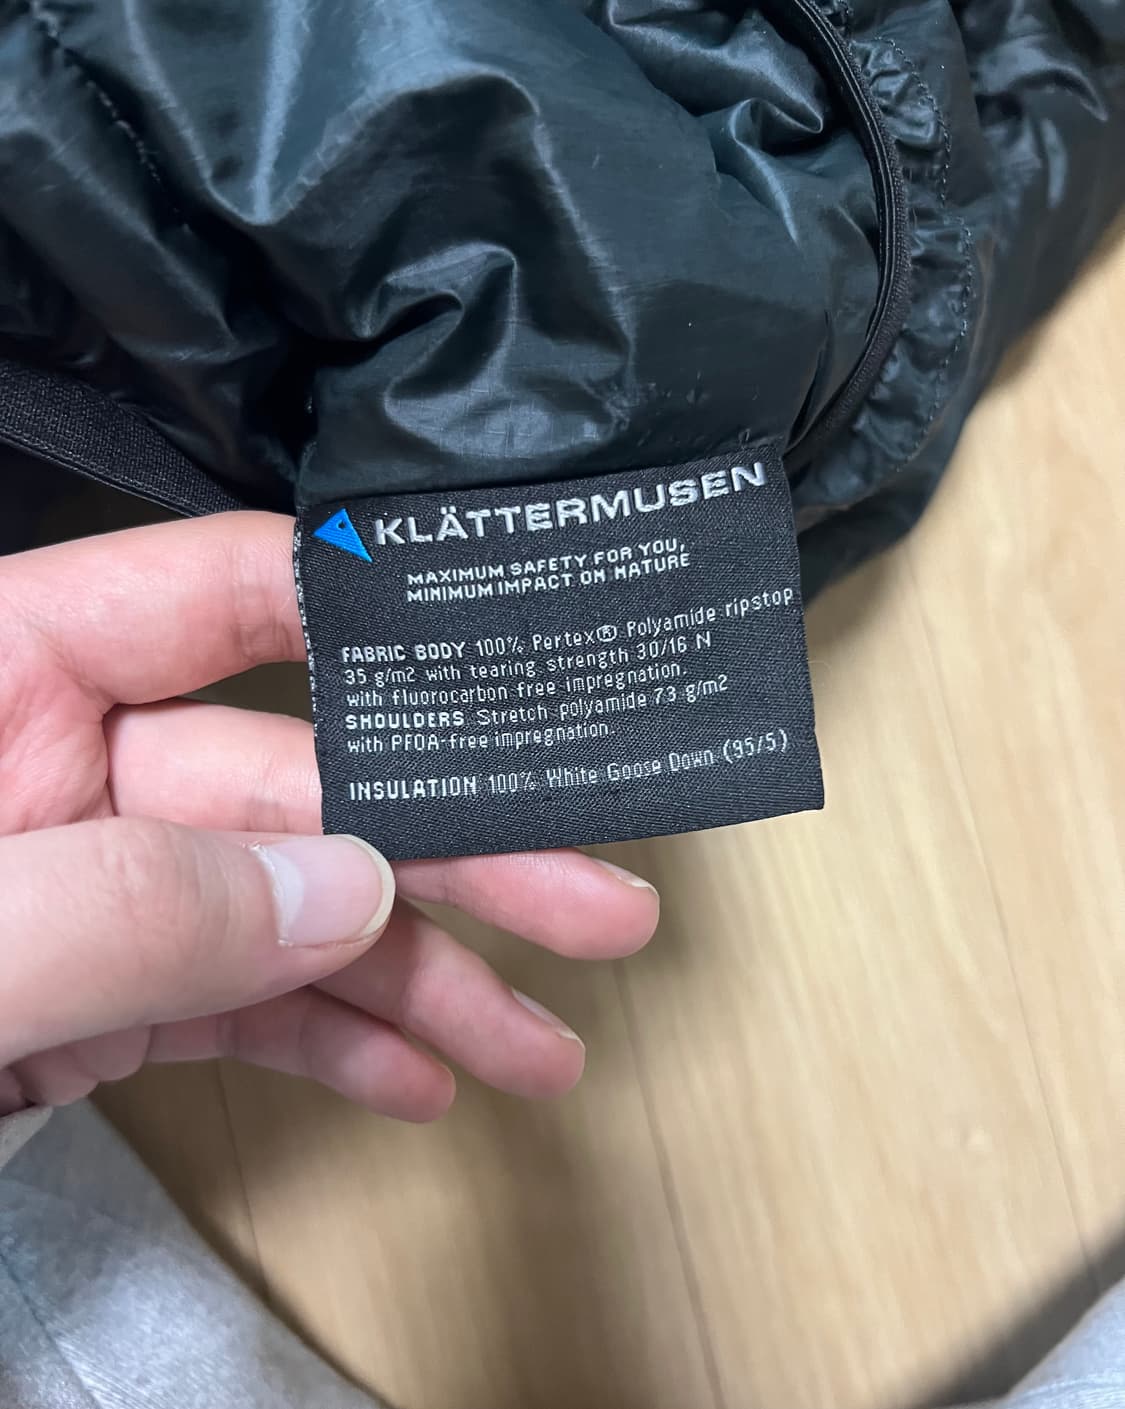 KLÄTTERMUSEN
MAXIMUM SAFETY FOR YOU,
MINIMUM IMPACT ON NATURE
FABRIC BODY 100% Pertex® Polyamide ripstop
35 g/m2 with tearing strength 30/16 N
with fluorocarbon free impregnation.
SHOULDERS Stretch polyamide 73 g/m2
with PFOA-free impregnation.
INSULATION 100% White Goose Down (95/5)